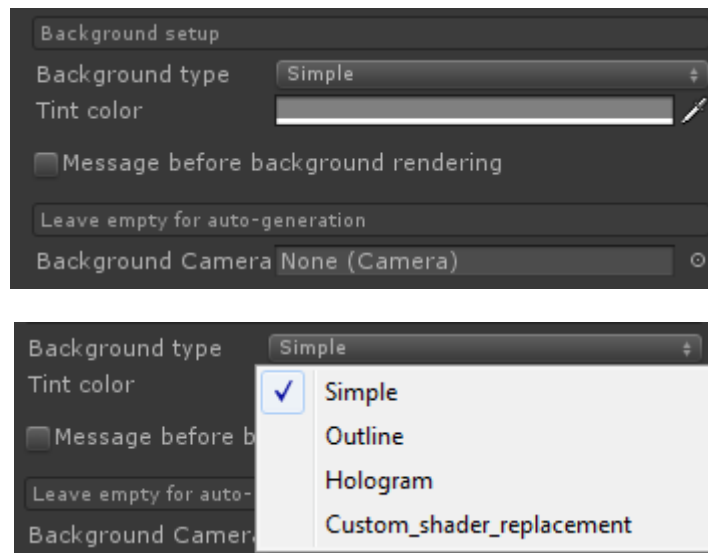 Background setup
Background type Simple
Tint color
Message before background rendering
Leave empty for auto-generation
Background Camera None (Camera)
Background type Simple
Tint color
Simple
Message before b
Outline
Hologram
Leave empty for auto-
Custom_shader_replacement
Background Camer